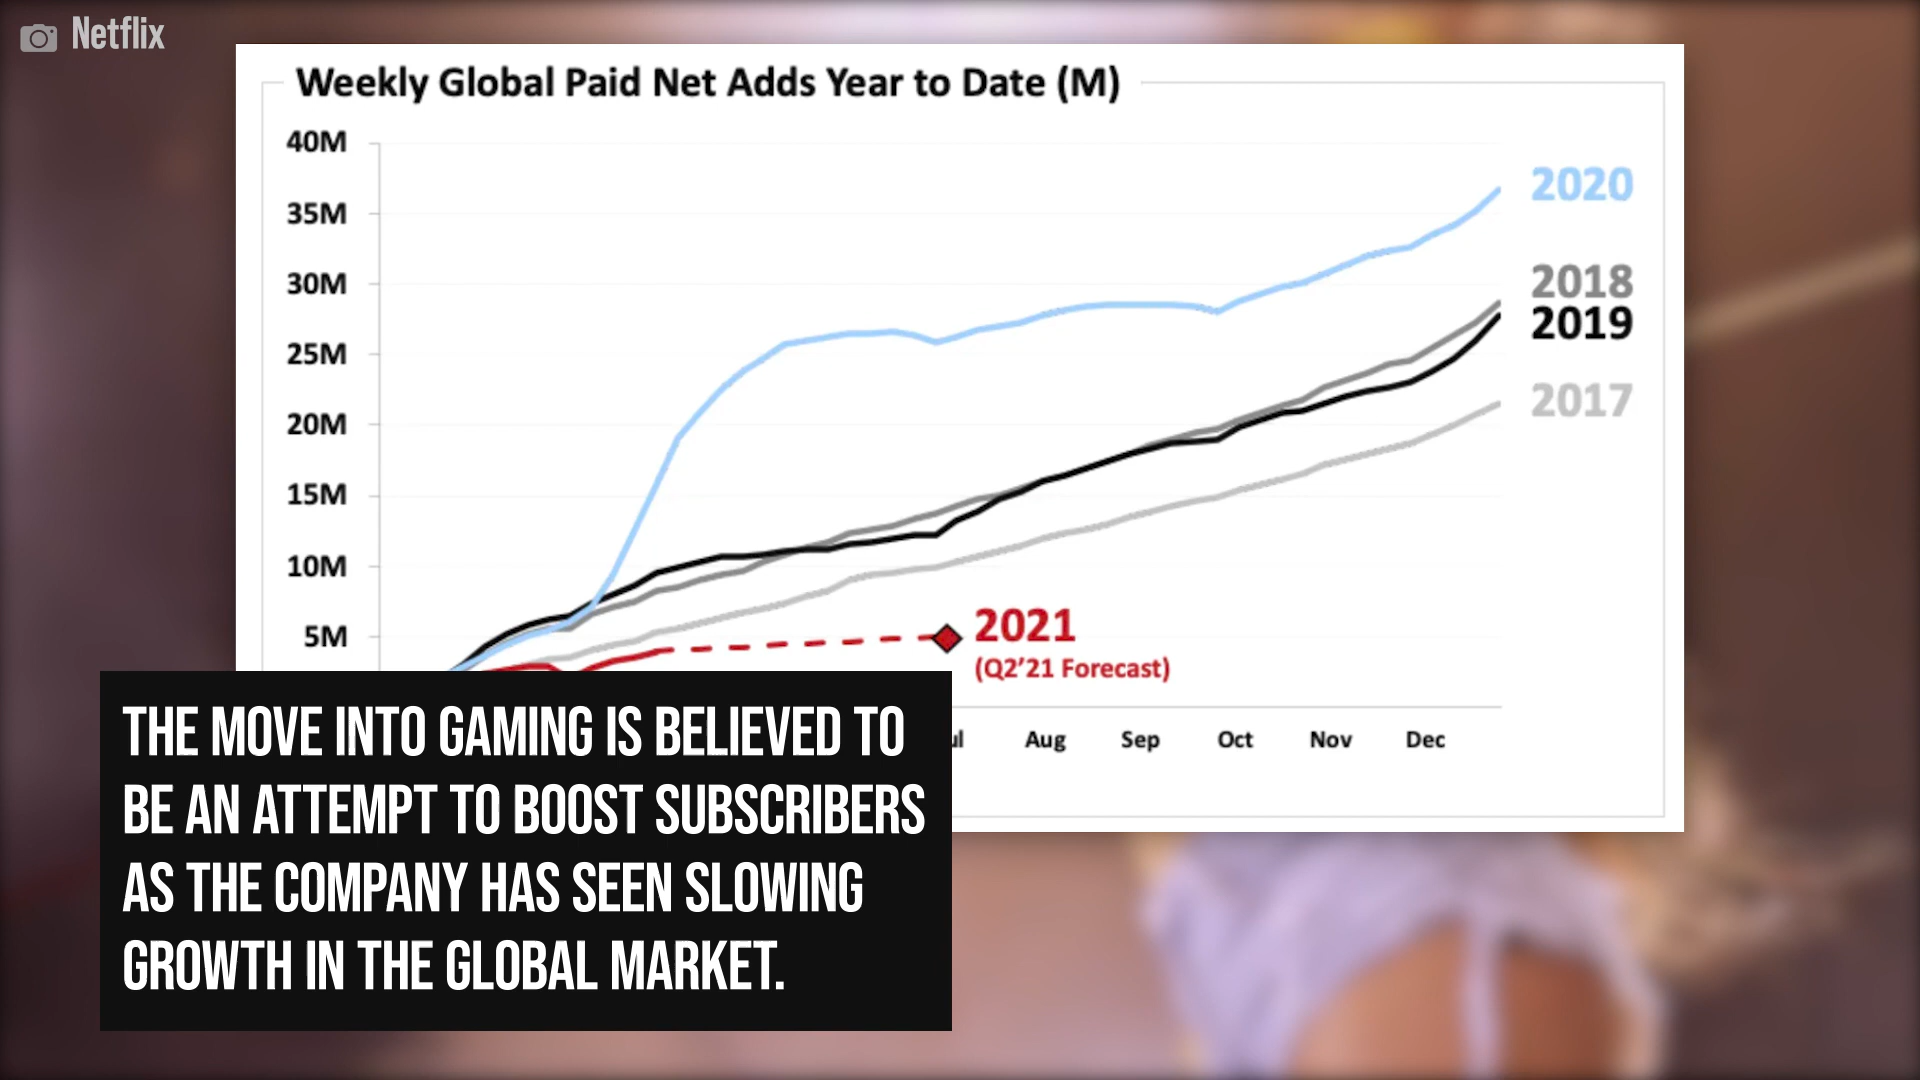 Netflix
Weekly Global Paid Net Adds Year to Date (M)
40M
35M
30M
25M
20M
15M
10M
5M
2020
2018
2019
2017
2021
(Q2'21 Forecast)
Aug Sep Oct Nov Dec
THE MOVE INTO GAMING IS BELIEVED TO
BE AN ATTEMPT TO BOOST SUBSCRIBERS
AS THE COMPANY HAS SEEN SLOWING
GROWTH IN THE GLOBAL MARKET.